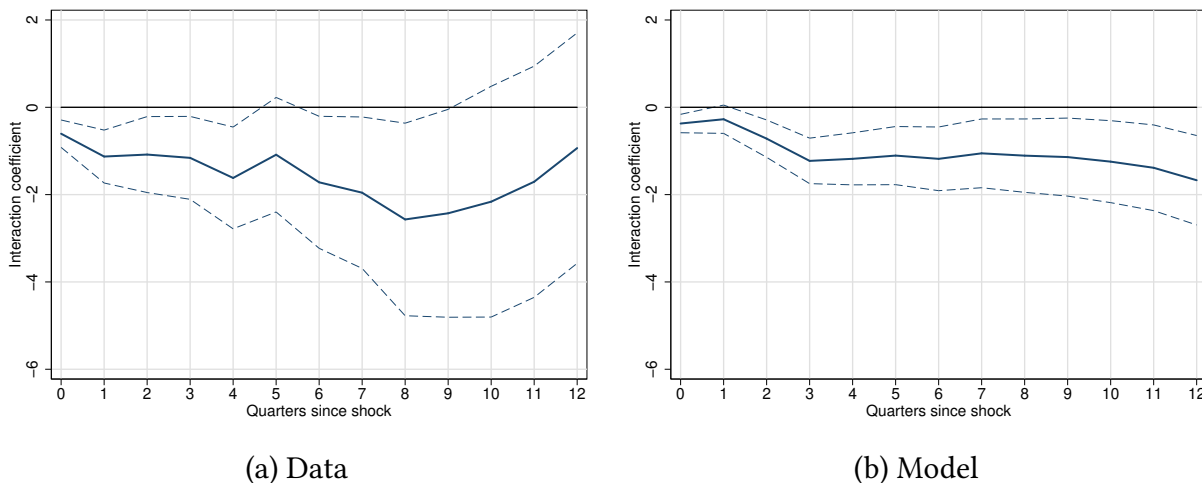 2
0
−2
−4
−6
Interaction coefficient
0 1 2 3 4 5 6 7 8 9 10 11 12
Quarters since shock
(a) Data
2
0
−2
−4
−6
Interaction coefficient
0 1 2 3 4 5 6 7 8 9 10 11 12
Quarters since shock
(b) Model